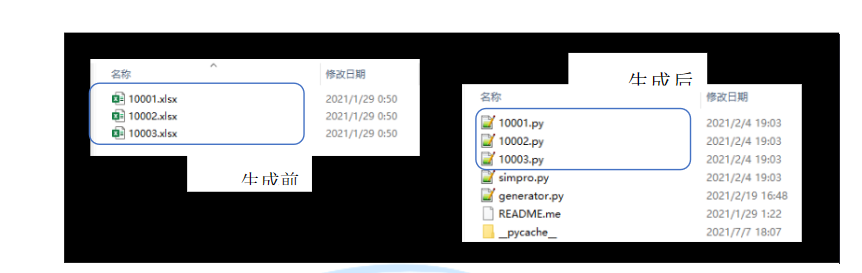 名称 修改日期
10001.xlsx 2021/1/29 0:50
10002.xlsx 2021/1/29 0:50
10003.xlsx 2021/1/29 0:50
生成前
生成后
名称 修改日期
10001.py 2021/2/4 19:03
10002.py 2021/2/4 19:03
10003.py 2021/2/4 19:03
simpro.py 2021/2/4 19:03
generator.py 2021/2/19 16:48
README.me 2021/1/29 1:22
__pycache__ 2021/7/7 18:07